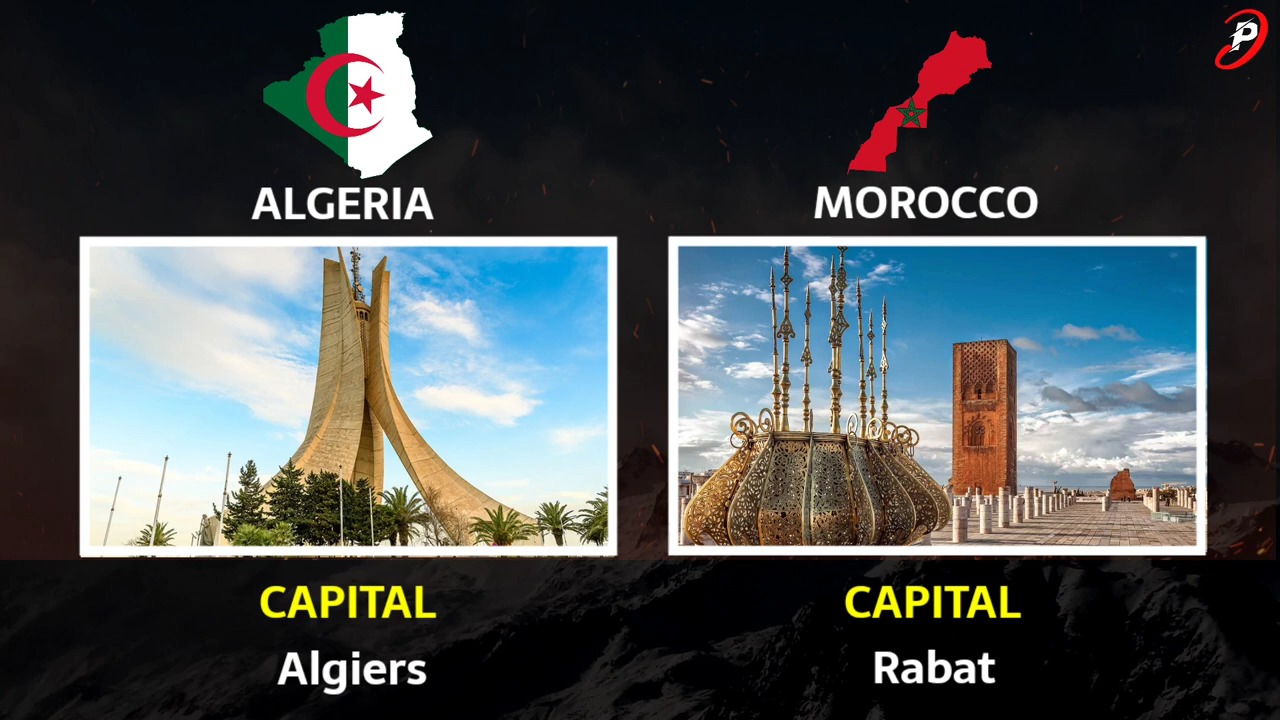 P
ALGERIA
MOROCCO
CAPITAL
CAPITAL
Algiers
Rabat